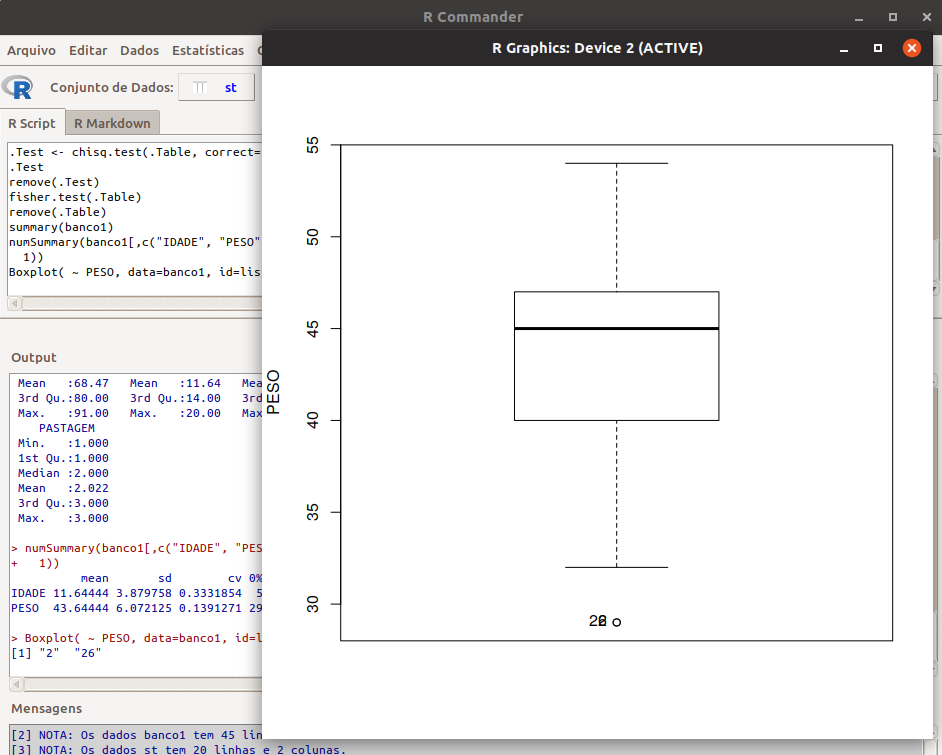 R Commander
Arquivo Editar Dados Estatísticas
R Graphics: Device 2 (ACTIVE)
R Conjunto de Dados: st
R Script R Markdown
.Test <- chisq.test(.Table, correct=
.Test
remove(.Test)
fisher.test(.Table)
remove(.Table)
summary(banco1)
numSummary(banco1[,c("IDADE", "PESO"
1))
Boxplot( ~ PESO, data=banco1, id=lis
Output
Mean :68.47 Mean :11.64 Mea
3rd Qu.:80.00 3rd Qu.:14.00 3rd
Max. :91.00 Max. :20.00 Max
PASTAGEM
Min. :1.000
1st Qu.:1.000
Median :2.000
Mean :2.022
3rd Qu.:3.000
Max. :3.000
> numSummary(banco1[,c("IDADE", "PES
+ 1))
mean sd cv 0%
IDADE 11.64444 3.879758 0.3331854 5
PESO 43.64444 6.072125 0.1391271 29
> Boxplot( ~ PESO, data=banco1, id=l
[1] "2" "26"
Mensagens
[2] NOTA: Os dados banco1 tem 45 lin
[3] NOTA: Os dados st tem 20 linhas e 2 colunas.
55
50
45
40
35
30
PESO